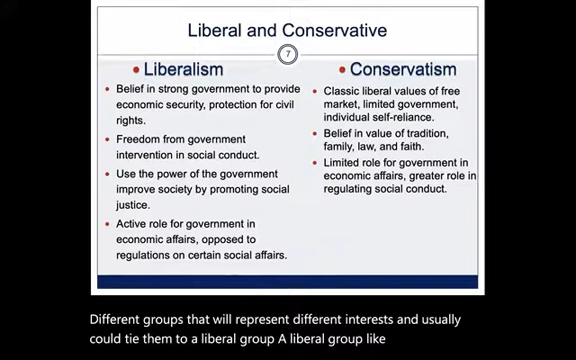 Liberal and Conservative
7
• Liberalism
• Belief in strong government to provide
economic security, protection for civil
rights.
• Freedom from government
intervention in social conduct.
• Use the power of the government
improve society by promoting social
justice.
• Active role for government in
economic affairs, opposed to
regulations on certain social affairs.
• Conservatism
• Classic liberal values of free
market, limited government,
individual self-reliance.
• Belief in value of tradition,
family, law, and faith.
• Limited role for government in
economic affairs, greater role in
regulating social conduct.
Different groups that will represent different interests and usually
could tie them to a liberal group A liberal group like